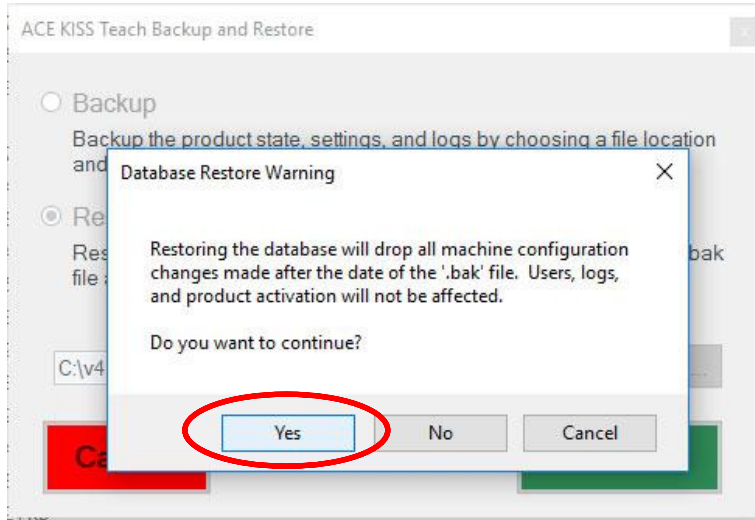 ACE KISS Teach Backup and Restore
Backup
Backup the product state, settings, and logs by choosing a file location
and
Database Restore Warning
Restoring the database will drop all machine configuration
changes made after the date of the '.bak' file. Users, logs,
and product activation will not be affected.
Do you want to continue?
bak
file
C:\v4
...
Yes No Cancel